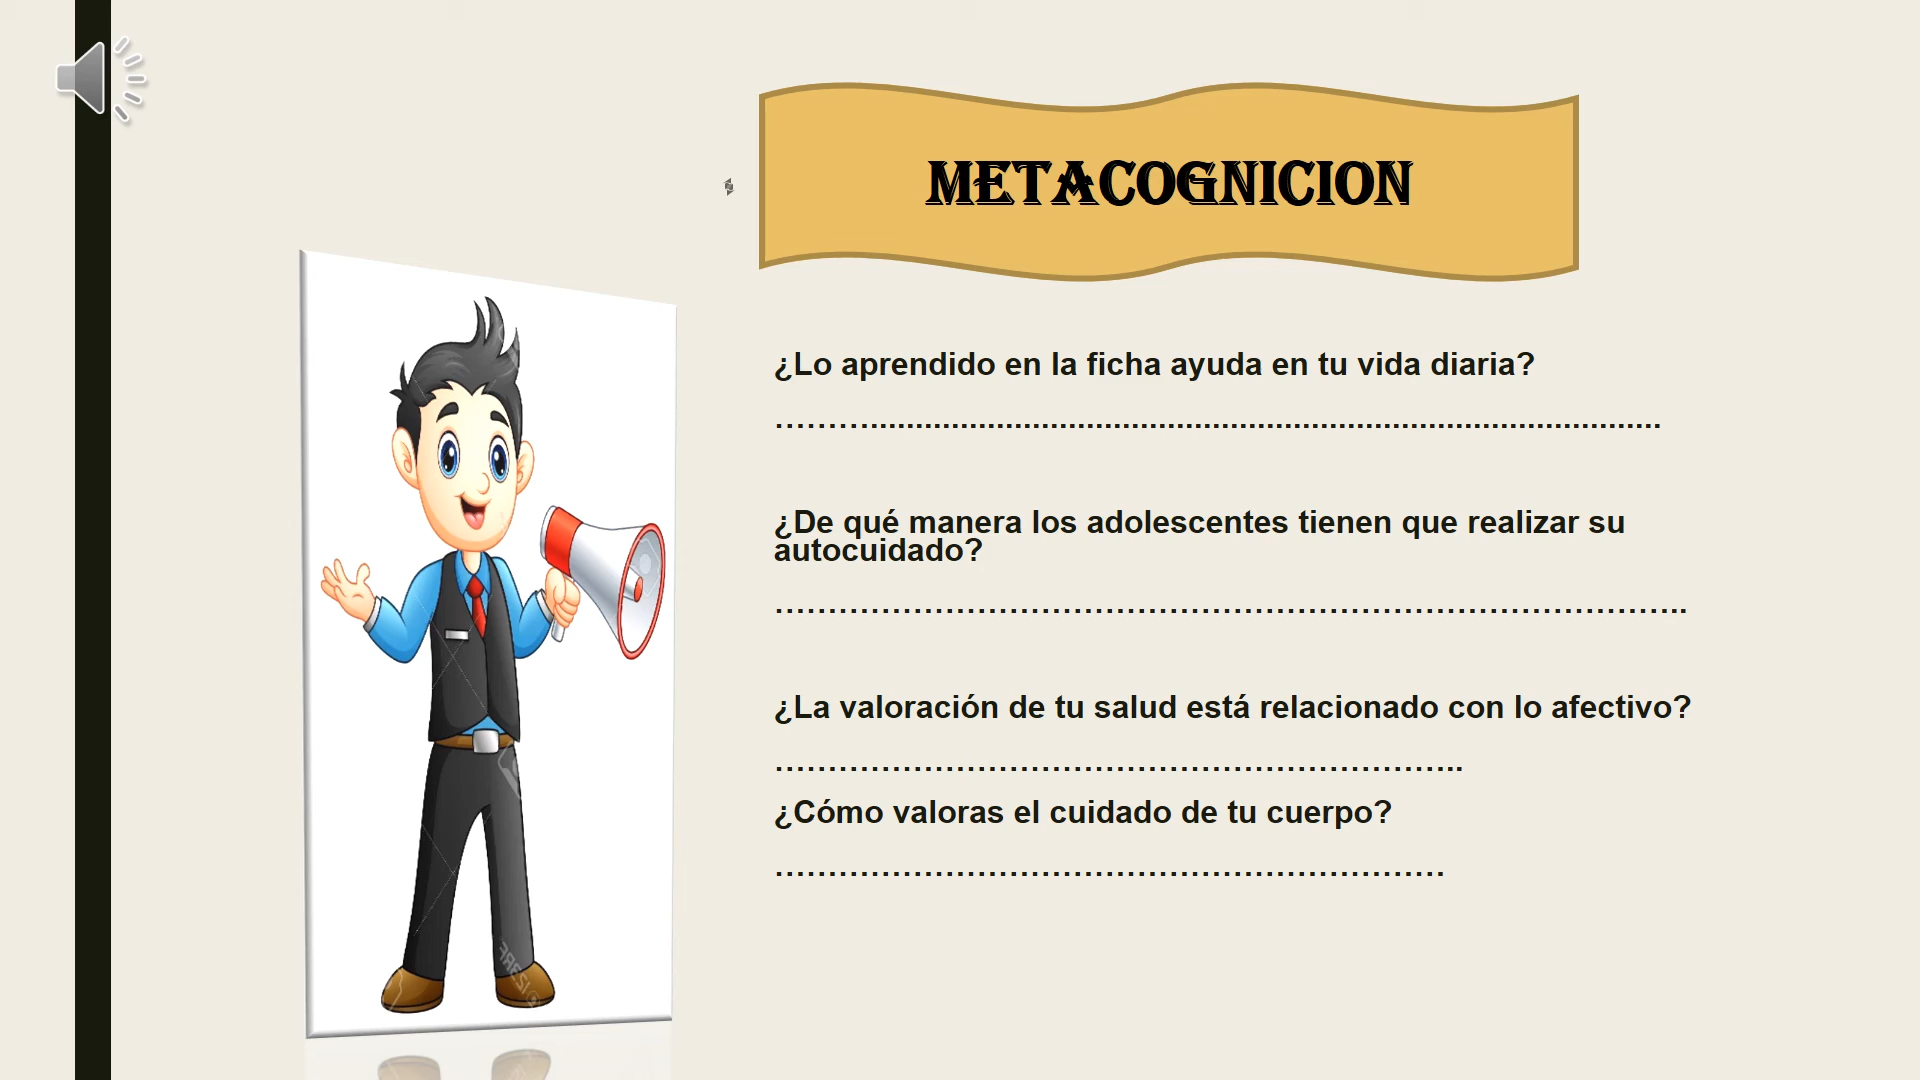 METACOGNICION
¿Lo aprendido en la ficha ayuda en tu vida diaria?
………........................................................................................
¿De qué manera los adolescentes tienen que realizar su
autocuidado?
…………………………………………………………………………..
¿La valoración de tu salud está relacionado con lo afectivo?
………………………………………………………..
¿Cómo valoras el cuidado de tu cuerpo?
………………………………………………………